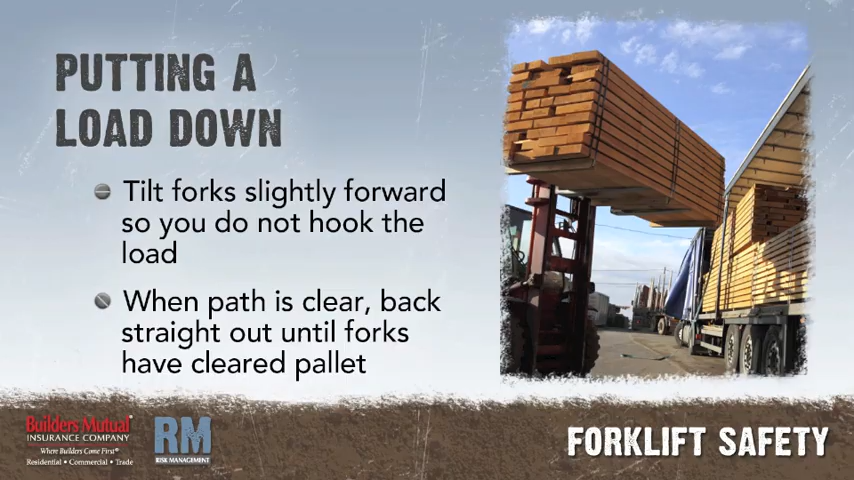 PUTTING A
LOAD DOWN
Tilt forks slightly forward
so you do not hook the
load
When path is clear, back
straight out until forks
have cleared pallet
Builders Mutual®
INSURANCE COMPANY
Where Builders Come First®
Residential • Commercial • Trade
RM
RISK MANAGEMENT
FORKLIFT SAFETY